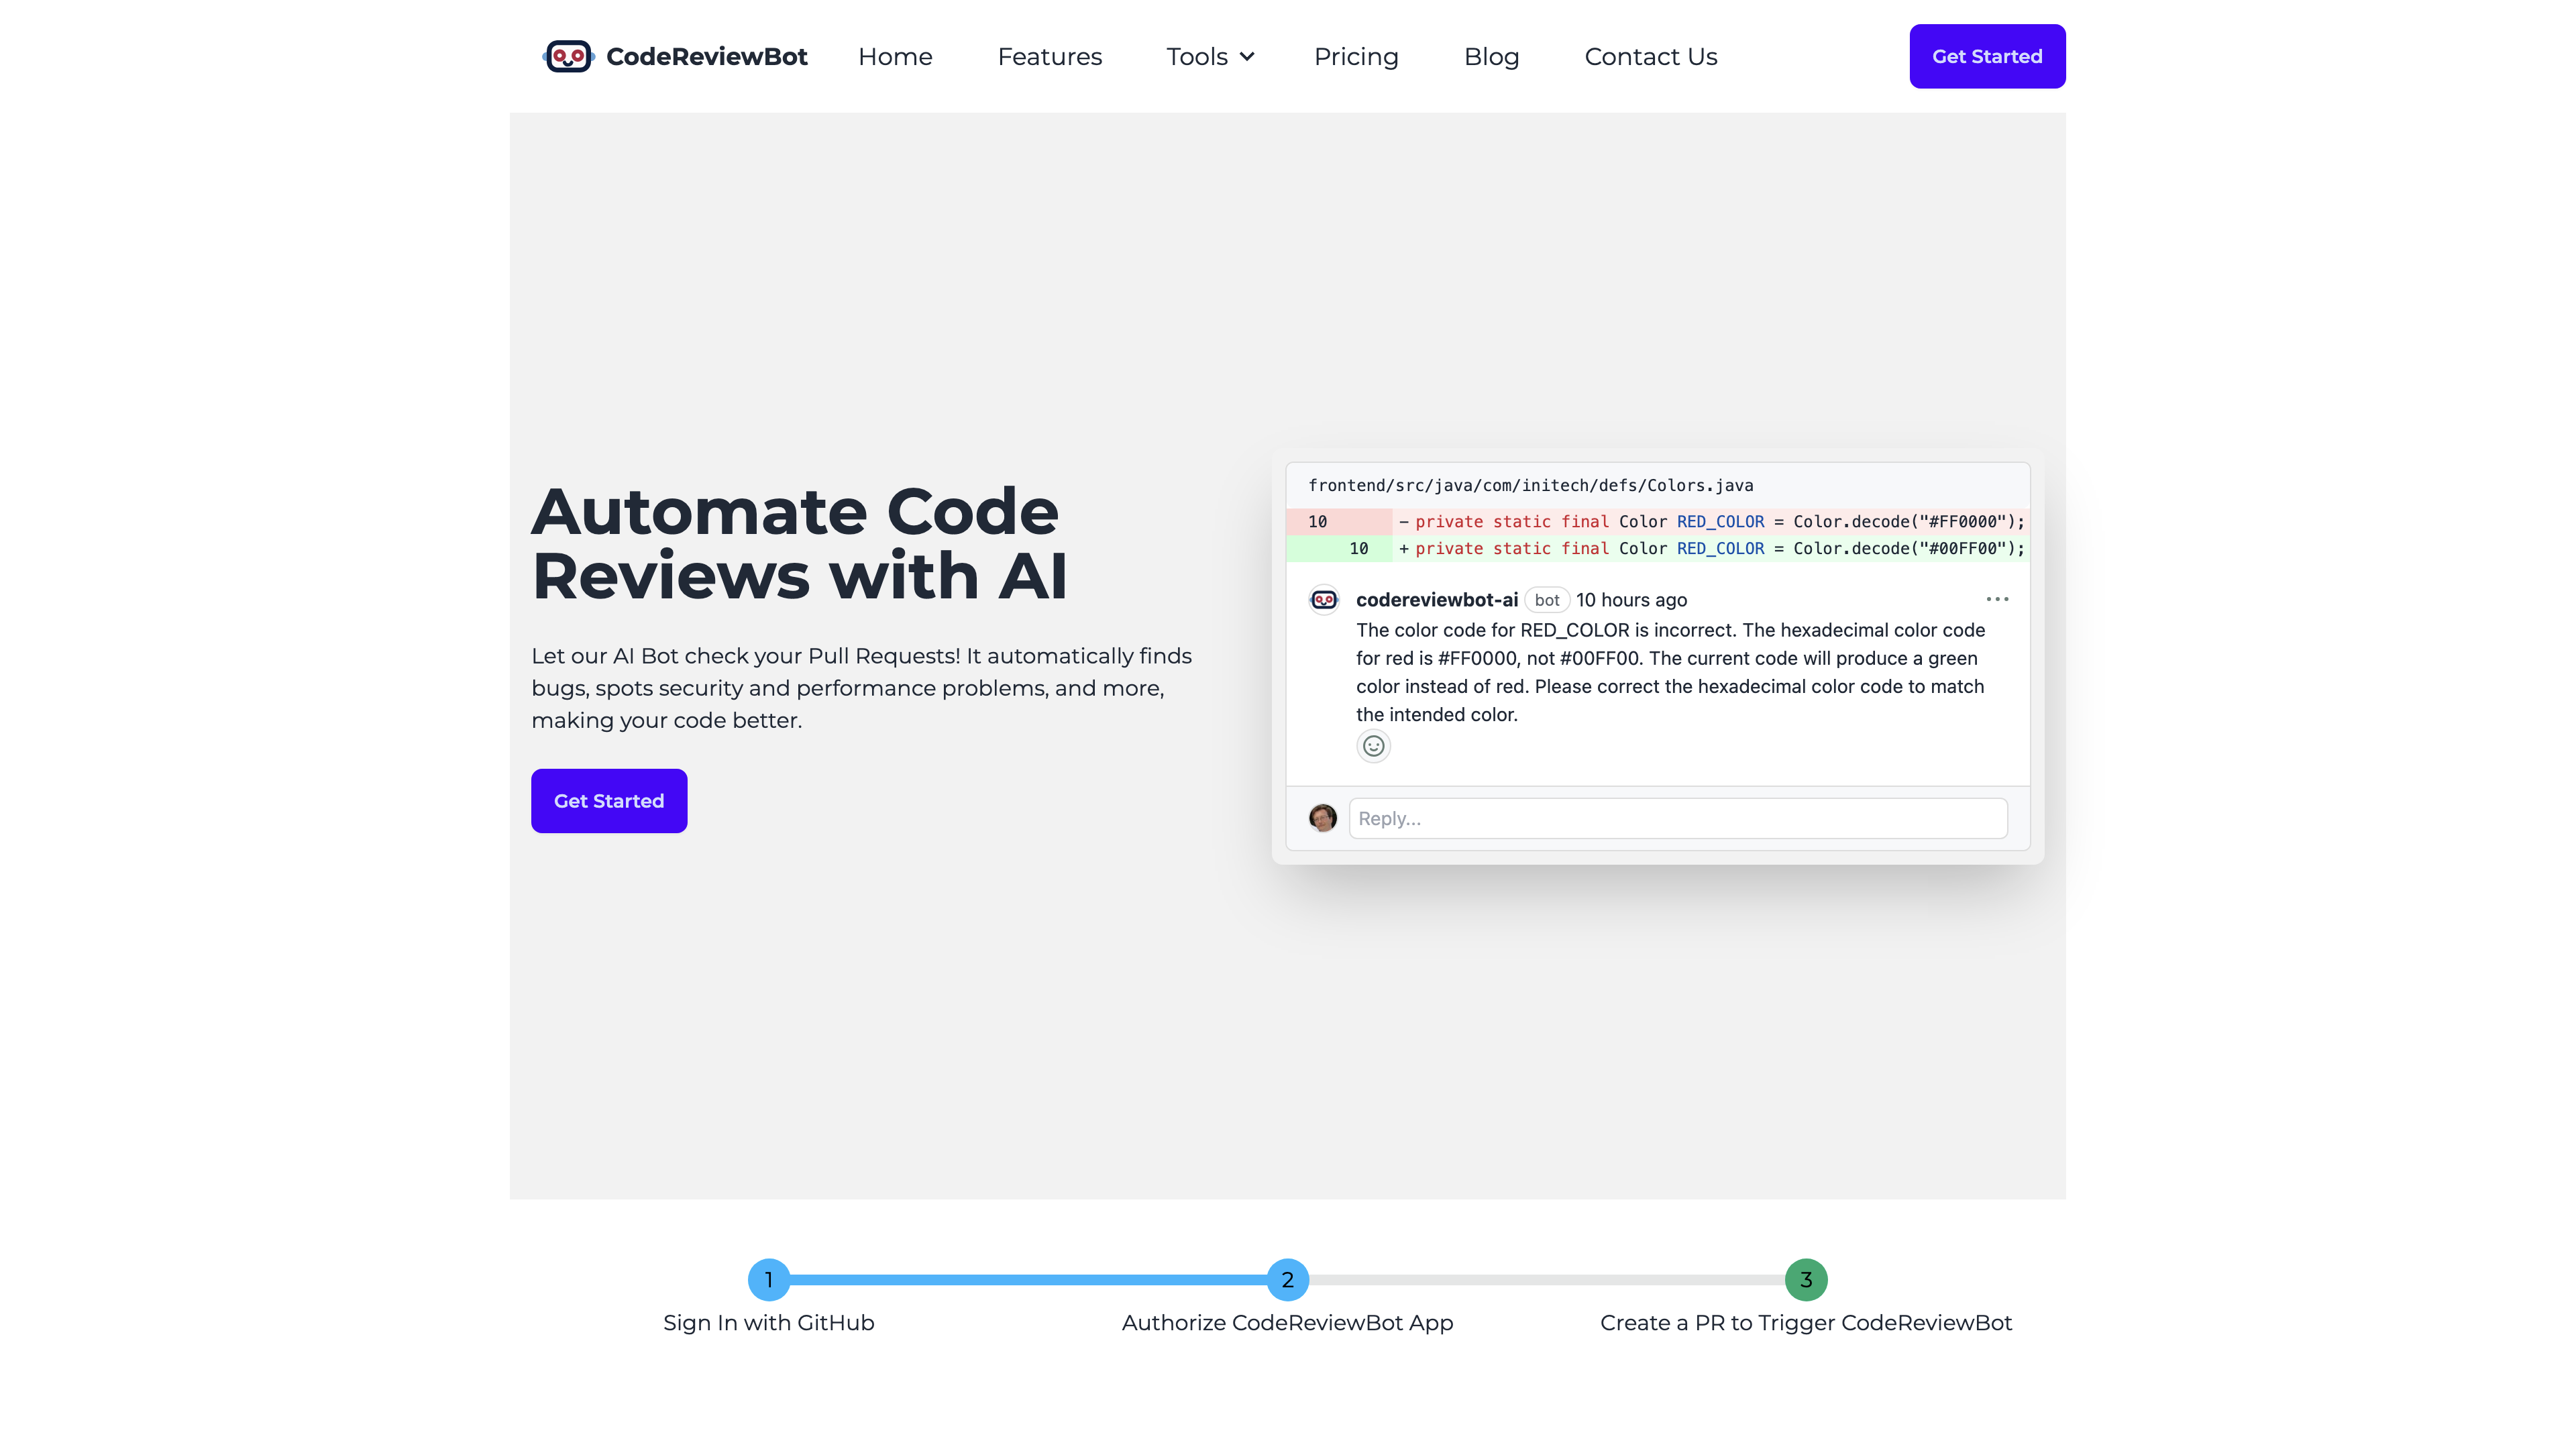 CodeReviewBot Home Features Tools Pricing Blog Contact Us Get Started
Automate Code
Reviews with AI
Let our AI Bot check your Pull Requests! It automatically finds
bugs, spots security and performance problems, and more,
making your code better.
Get Started
frontend/src/java/com/initech/defs/Colors.java
10 − private static final Color RED_COLOR = Color.decode("#FF0000");
10 + private static final Color RED_COLOR = Color.decode("#00FF00");
codereviewbot-ai bot 10 hours ago
The color code for RED_COLOR is incorrect. The hexadecimal color code
for red is #FF0000, not #00FF00. The current code will produce a green
color instead of red. Please correct the hexadecimal color code to match
the intended color.
Reply...
1 2 3
Sign In with GitHub Authorize CodeReviewBot App Create a PR to Trigger CodeReviewBot